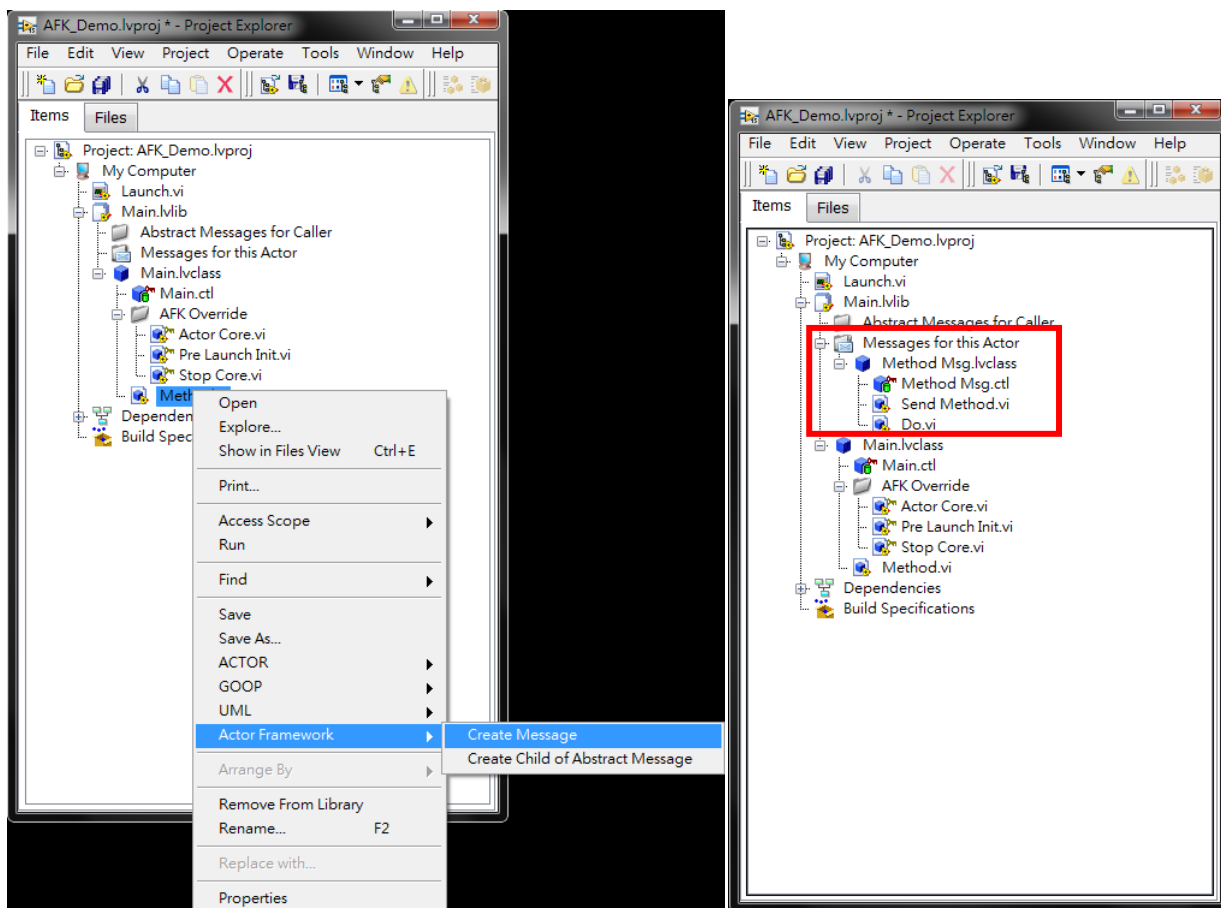 AFK_Demo.lvproj * - Project Explorer
File Edit View Project Operate Tools Window Help
Items Files
Project: AFK_Demo.lvproj
My Computer
Launch.vi
Main.lvlib
Abstract Messages for Caller
Messages for this Actor
Main.lvclass
Main.ctl
AFK Override
Actor Core.vi
Pre Launch Init.vi
Stop Core.vi
Meth
Dependen
Build Spec
Open
Explore...
Show in Files View Ctrl+E
Print...
Access Scope
Run
Find
Save
Save As...
ACTOR
GOOP
UML
Actor Framework
Create Message
Create Child of Abstract Message
Arrange By
Remove From Library
Rename... F2
Replace with...
Properties
AFK_Demo.lvproj * - Project Explorer
File Edit View Project Operate Tools Window Help
Items Files
Project: AFK_Demo.lvproj
My Computer
Launch.vi
Main.lvlib
Abstract Messages for Caller
Messages for this Actor
Method Msg.lvclass
Method Msg.ctl
Send Method.vi
Do.vi
Main.lvclass
Main.ctl
AFK Override
Actor Core.vi
Pre Launch Init.vi
Stop Core.vi
Method.vi
Dependencies
Build Specifications